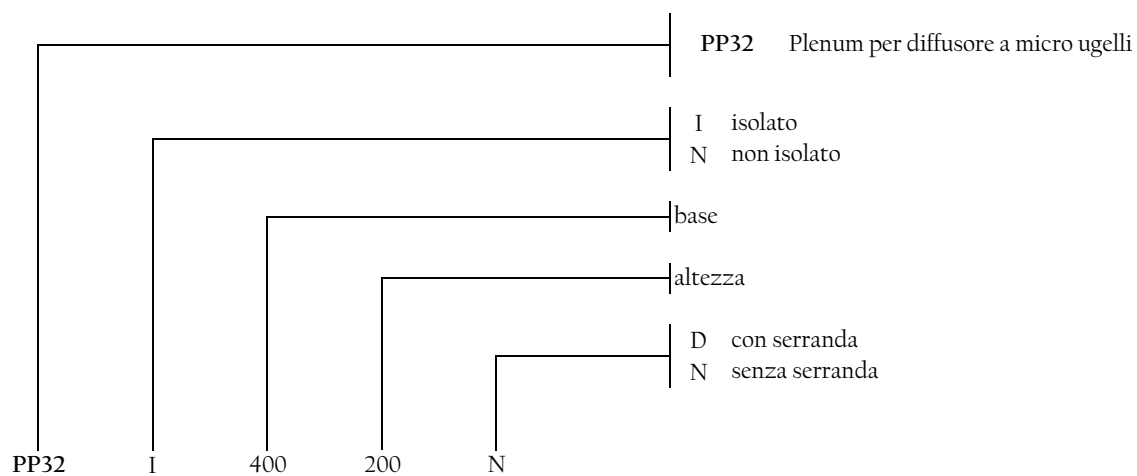 PP32 Plenum per diffusore a micro ugelli
I isolato
N non isolato
base
altezza
D con serranda
N senza serranda
PP32 I 400 200 N